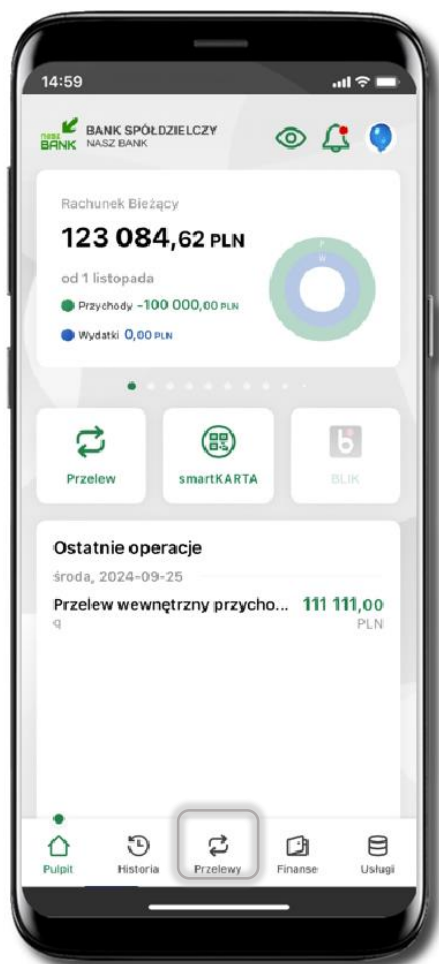 14:59
nasz
BANK
BANK SPÓŁDZIELCZY
NASZ BANK
Rachunek Bieżący
123 084,62 PLN
od 1 listopada
Przychody -100 000,00 PLN
Wydatki 0,00 PLN
P
W
Przelew
smartKARTA
BLIK
Ostatnie operacje
środa, 2024-09-25
Przelew wewnętrzny przycho... 111 111,00
q
PLN
Pulpit Historia Przelewy Finanse Usługi